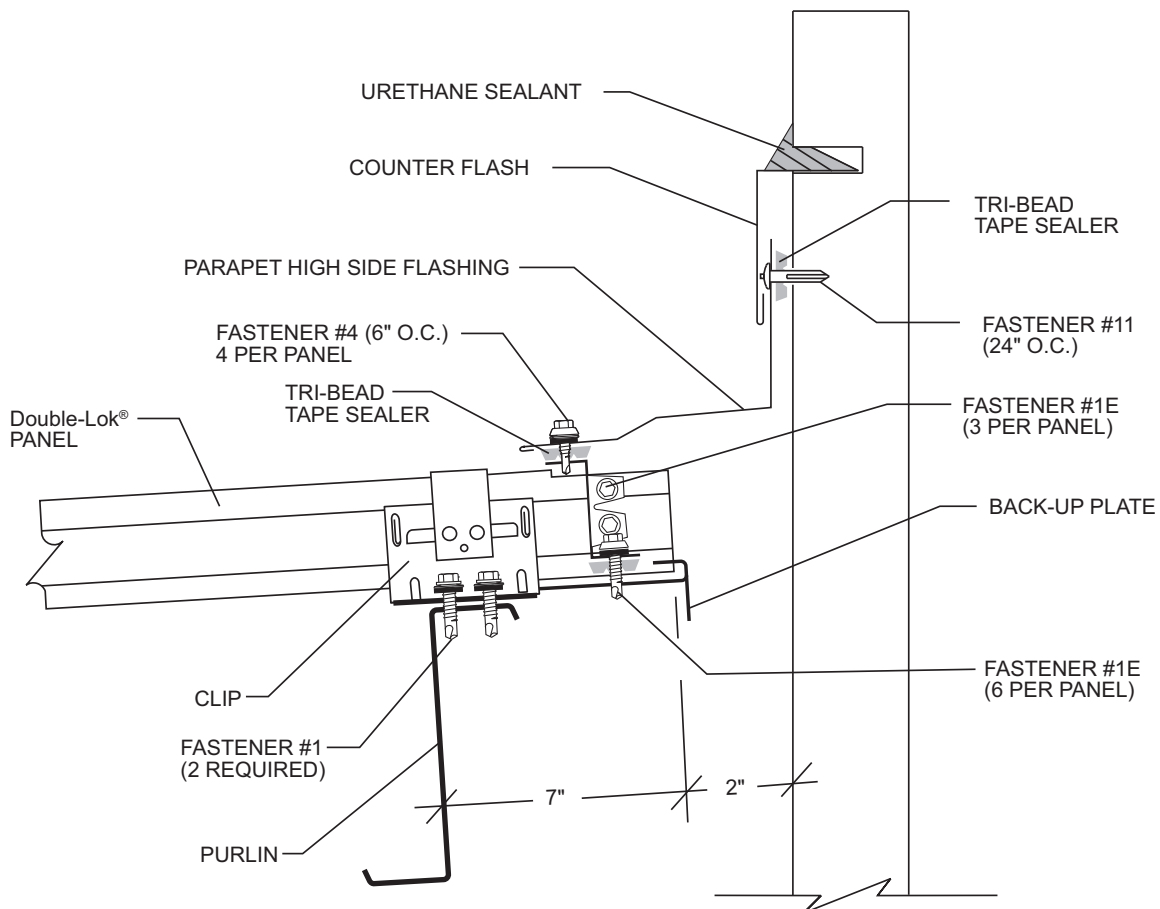 URETHANE SEALANT
COUNTER FLASH
TRI-BEAD
TAPE SEALER
PARAPET HIGH SIDE FLASHING
FASTENER #4 (6" O.C.)
4 PER PANEL
FASTENER #11
(24" O.C.)
TRI-BEAD
TAPE SEALER
FASTENER #1E
(3 PER PANEL)
Double-Lok®
PANEL
BACK-UP PLATE
FASTENER #1E
(6 PER PANEL)
CLIP
FASTENER #1
(2 REQUIRED)
7"
2"
PURLIN